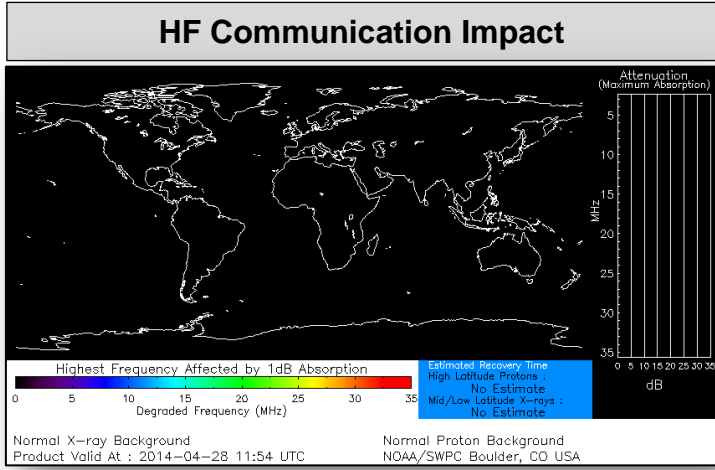 HF Communication Impact
Attenuation
(Maximum Absorption)
5
10
15
20
25
30
35
MHz
0 5 10 15 20 25 30 35
dB
Highest Frequency Affected by 1dB Absorption
0 5 10 15 20 25 30 35
Degraded Frequency (MHz)
Estimated Recovery Time
High Latitude Protons :
No Estimate
Mid/Low Latitude X-rays :
No Estimate
Normal X-ray Background
Normal Proton Background
Product Valid At : 2014-04-28 11:54 UTC
NOAA/SWPC Boulder, CO USA